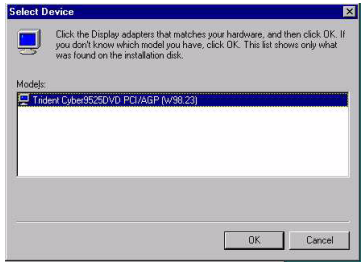 Select Device
Click the Display adapters that matches your hardware, and then click OK. If
you don't know which model you have, click OK. This list shows only what
was found on the installation disk.
Models:
Trident Cyber9525DVD PCI/AGP (W98.23)
OK
Cancel